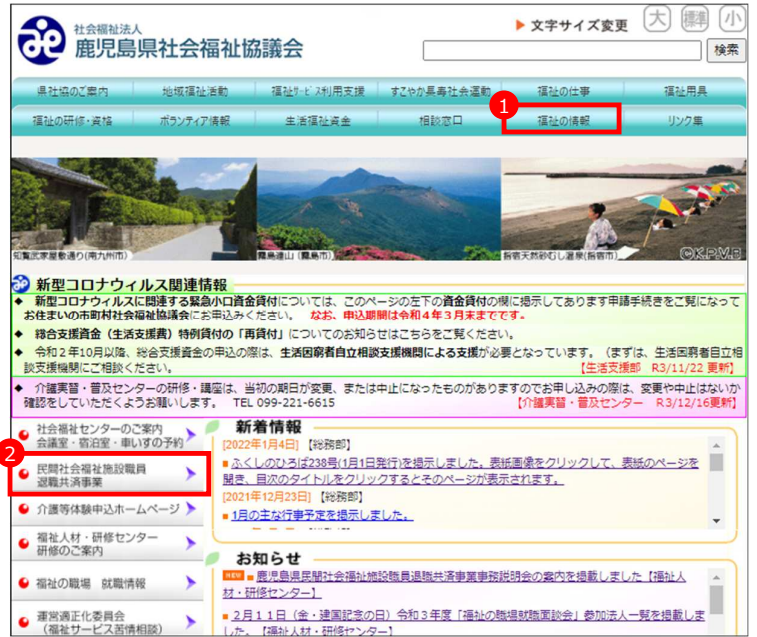 社会福祉法人
鹿児島県社会福祉協議会
▶ 文字サイズ変更 大 標準 小
検索
県社協のご案内 地域福祉活動 福祉サービス利用支援 すこやか長寿社会運動 福祉の仕事 福祉用具
1
福祉の研修・資格 ボランティア情報 生活福祉資金 相談窓口 福祉の情報 リンク集
知覧武家屋敷通り(南九州市) 霧島連山(霧島市) 指宿天然砂むし温泉(指宿市) ©K.P.V.B
新型コロナウィルス関連情報
◆ 新型コロナウィルスに関連する緊急小口資金貸付については、このページの左下の資金貸付の欄に掲示してあります申請手続きをご覧になって
お住まいの市町村社会福祉協議会にお申込みください。 なお、申込期間は令和4年3月末までです。
◆ 総合支援資金(生活支援費)特例貸付の「再貸付」についてのお知らせはこちらをご覧ください。
◆ 令和2年10月以降、総合支援資金の申込の際は、生活困窮者自立相談支援機関による支援が必要となっています。(まずは、生活困窮者自立相
談支援機関にご相談ください。 【生活支援部 R3/11/22 更新】
◆ 介護実習・普及センターの研修・講座は、当初の期日が変更、または中止になったものがありますのでお申し込みの際は、変更や中止はないか
確認をしていただくようお願いします。 TEL 099-221-6615 【介護実習・普及センター R3/12/16更新】
社会福祉センターのご案内
会議室・宿泊室・車いすの予約
2
民間社会福祉施設職員
退職共済事業
介護等体験申込ホームページ
福祉人材・研修センター
研修のご案内
福祉の職場 就職情報
運営適正化委員会
(福祉サービス苦情相談)
新着情報
[2022年1月4日]【総務部】
■ふくしのひろば238号(1月1日発行)を掲示しました。表紙画像をクリックして、表紙のページを
開き、目次のタイトルをクリックするとそのページが表示されます。
[2021年12月23日]【総務部】
■1月の主な行事予定を掲示しました。
お知らせ
NEW ■鹿児島県民間社会福祉施設職員退職共済事業事務説明会の案内を掲載しました【福祉人
材・研修センター】
■2月11日(金・建国記念の日)令和3年度「福祉の職場就職面談会」参加法人一覧を掲載しま
した。【福祉人材・研修センター】